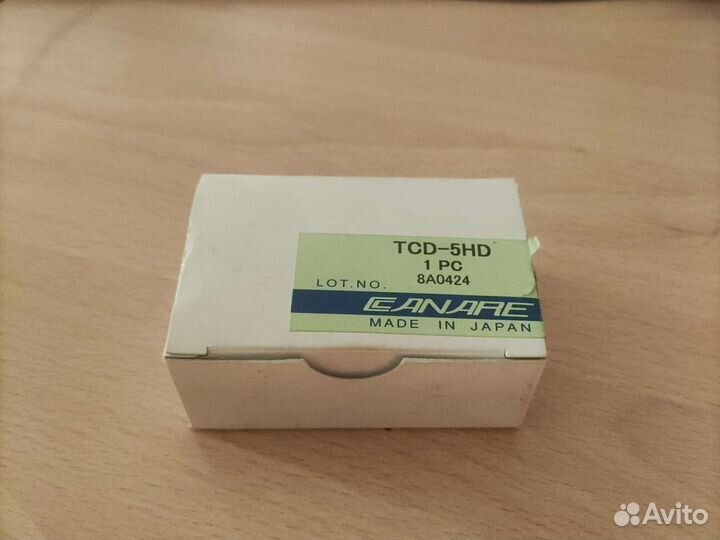 TCD-5HD
1 PC
LOT.NO. 8A0424
CANARE
MADE IN JAPAN
Avito